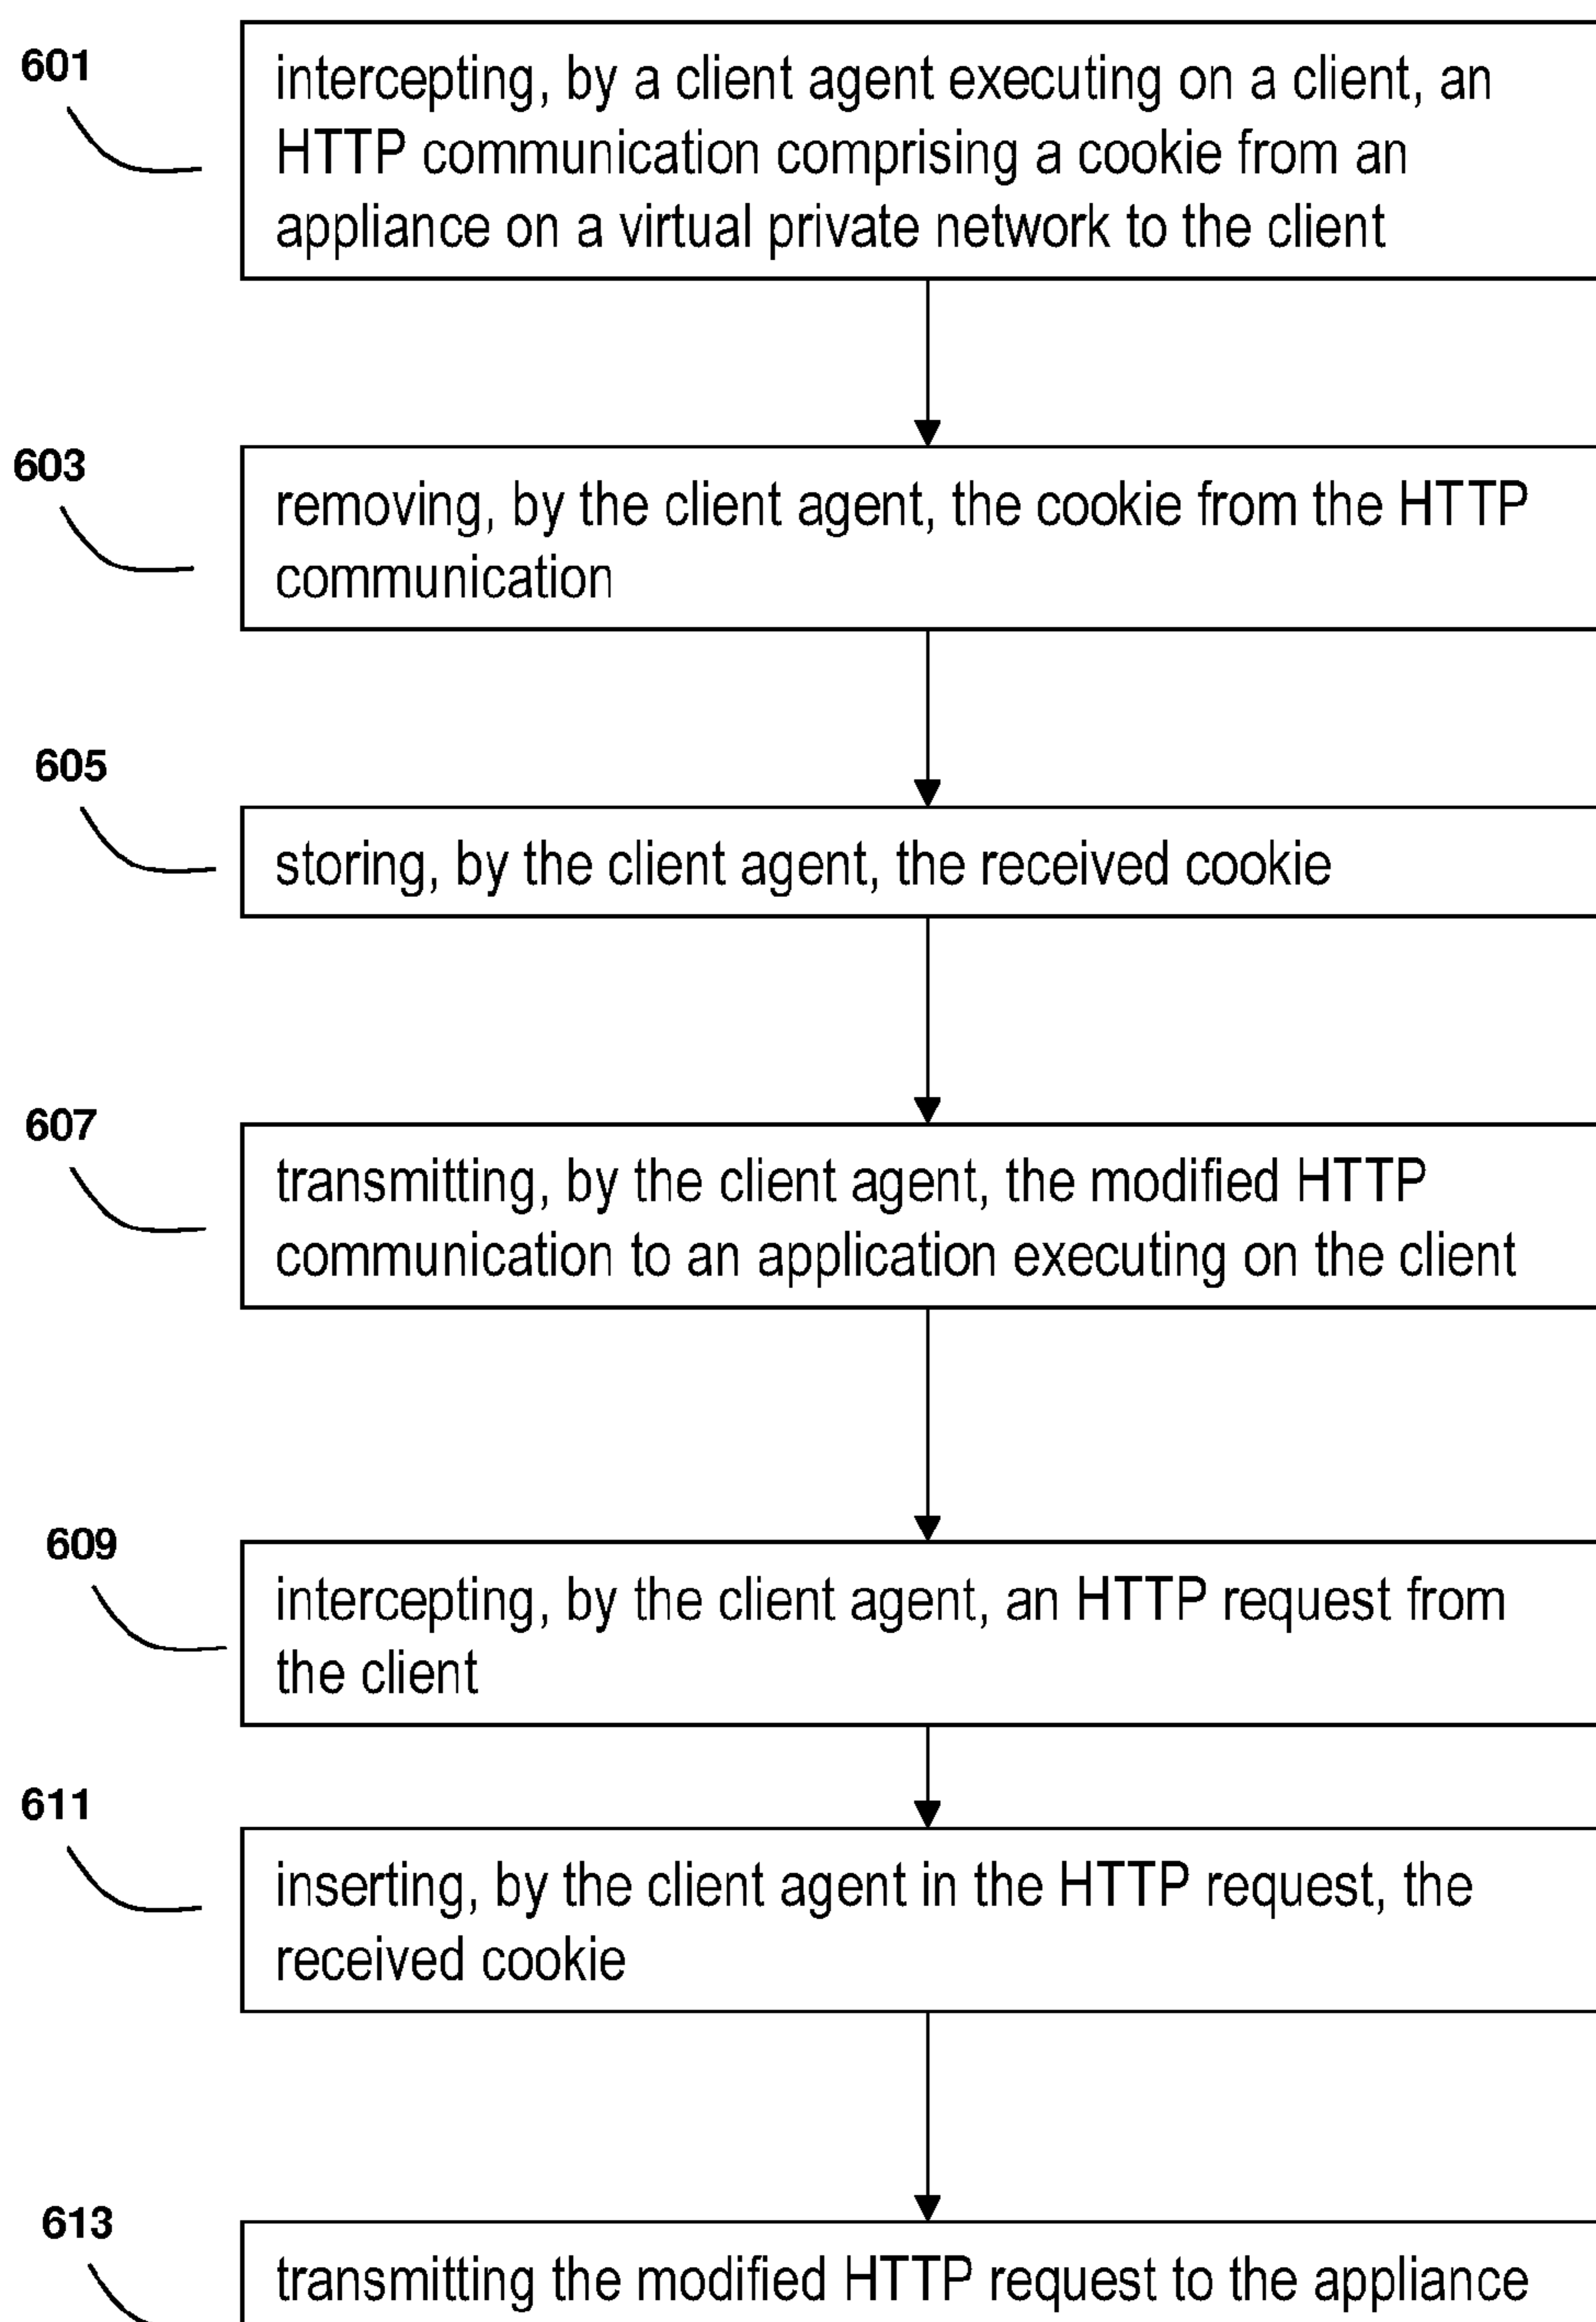 601
intercepting, by a client agent executing on a client, an
HTTP communication comprising a cookie from an
appliance on a virtual private network to the client
603
removing, by the client agent, the cookie from the HTTP
communication
605
storing, by the client agent, the received cookie
607
transmitting, by the client agent, the modified HTTP
communication to an application executing on the client
609
intercepting, by the client agent, an HTTP request from
the client
611
inserting, by the client agent in the HTTP request, the
received cookie
613
transmitting the modified HTTP request to the appliance